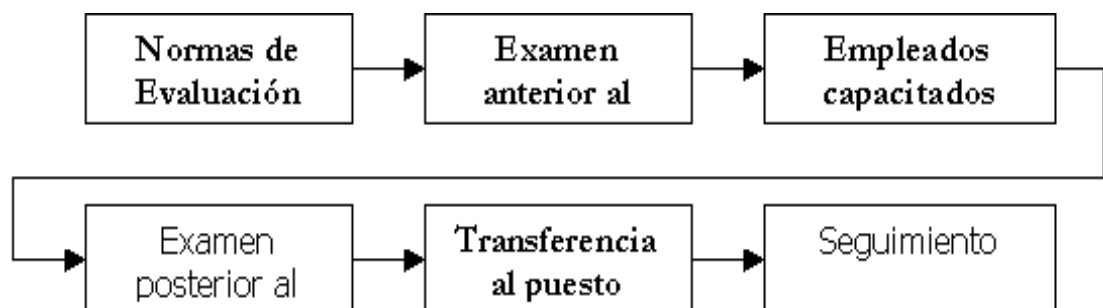 Normas de
Evaluación
Examen
anterior al
Empleados
capacitados
Examen
posterior al
Transferencia
al puesto
Seguimiento